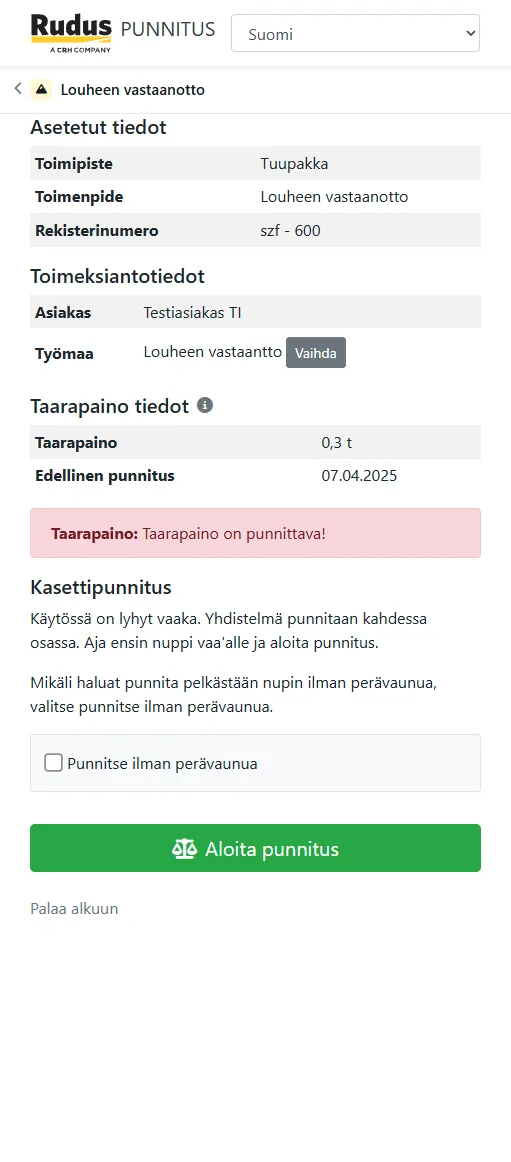 Rudus
A CRH COMPANY
PUNNITUS
Suomi
Louheen vastaanotto
Asetetut tiedot
Toimipiste Tuupakka
Toimenpide Louheen vastaanotto
Rekisterinumero szf - 600
Toimeksiantotiedot
Asiakas Testiasiakas TI
Työmaa Louheen vastaantto Vaihda
Taarapaino tiedot
Taarapaino 0,3 t
Edellinen punnitus 07.04.2025
Taarapaino: Taarapaino on punnittava!
Kasettipunnitus
Käytössä on lyhyt vaaka. Yhdistelmä punnitaan kahdessa
osassa. Aja ensin nuppi vaa'alle ja aloita punnitus.
Mikäli haluat punnita pelkästään nupin ilman perävaunua,
valitse punnitse ilman perävaunua.
Punnitse ilman perävaunua
Aloita punnitus
Palaa alkuun